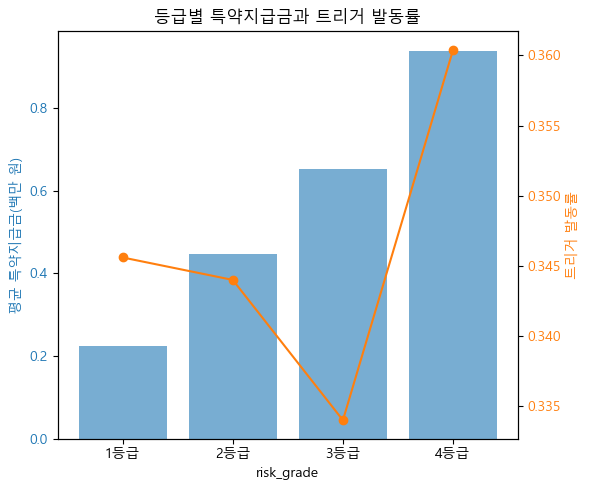 등급별 특약지급금과 트리거 발동률
평균 특약지급금(백만 원)
0.8
0.6
0.4
0.2
0.0
0.360
0.355
0.350
0.345
0.340
0.335
트리거 발동률
1등급 2등급 3등급 4등급
risk_grade